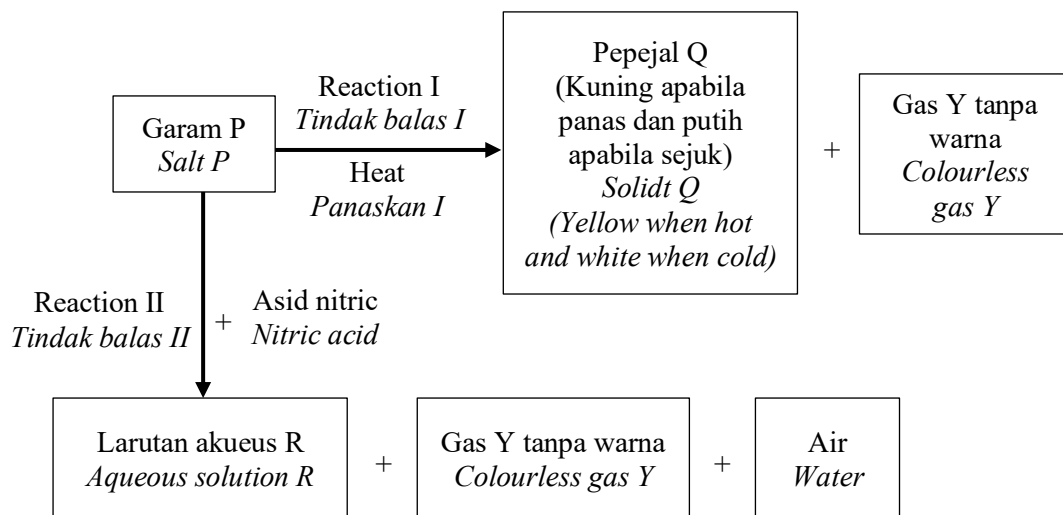 Garam P
Salt P
Reaction I
Tindak balas I
Heat
Panaskan I
Pepejal Q
(Kuning apabila
panas dan putih
apabila sejuk)
Solidt Q
(Yellow when hot
and white when cold)
+
Gas Y tanpa
warna
Colourless
gas Y
Reaction II
Tindak balas II
+
Asid nitric
Nitric acid
Larutan akueus R
Aqueous solution R
+
Gas Y tanpa warna
Colourless gas Y
+
Air
Water